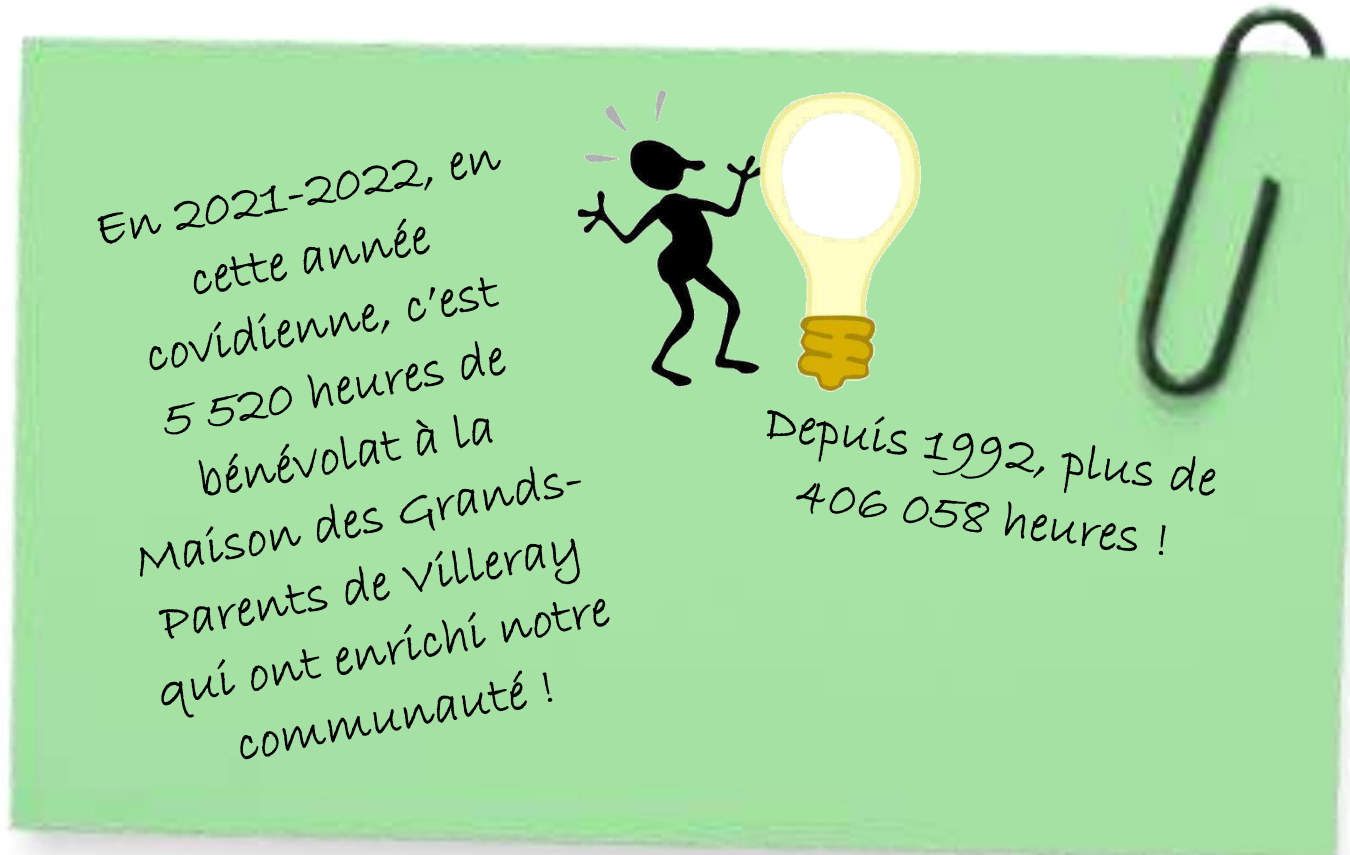 En 2021-2022, en
cette année
covidienne, c'est
5 520 heures de
bénévolat à la
Maison des Grands-
Parents de Villeray
qui ont enrichi notre
communauté !
Depuis 1992, plus de
406 058 heures !